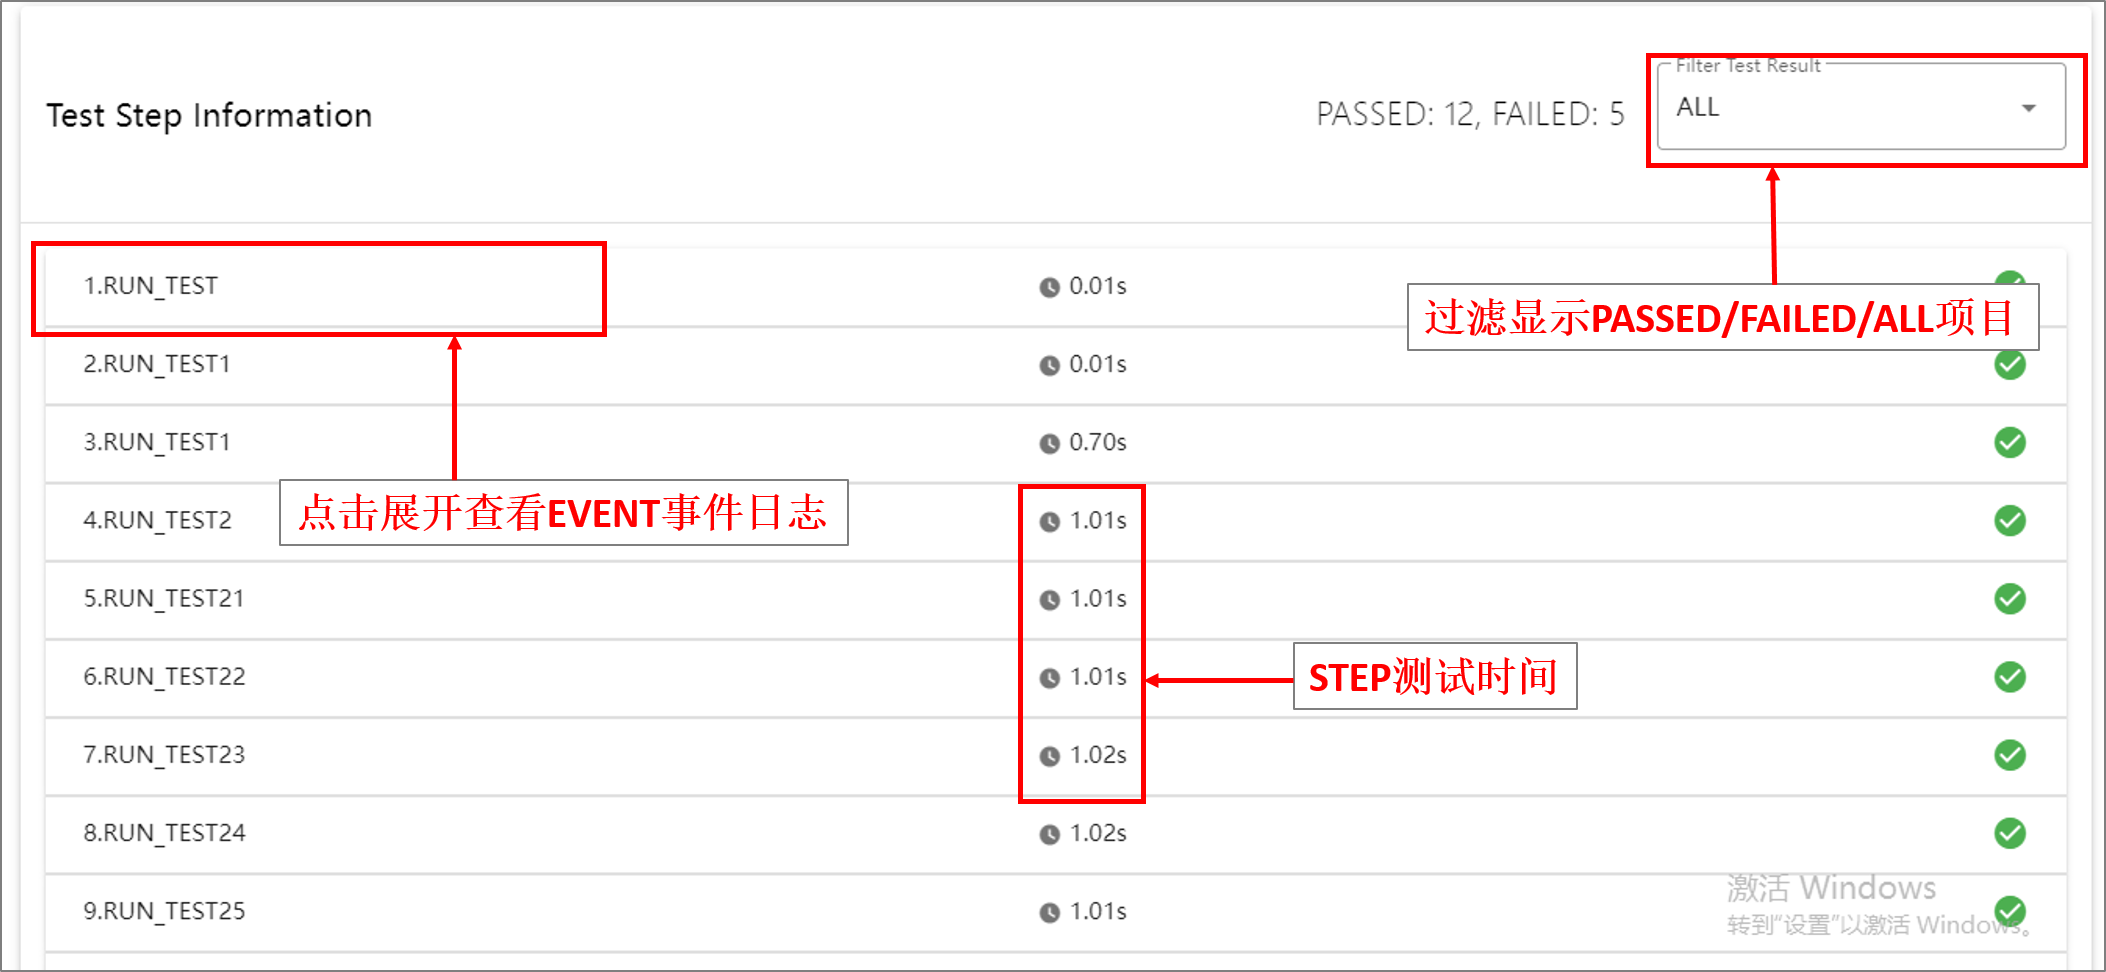 Filter Test Result
Test Step Information
PASSED: 12, FAILED: 5
ALL
1.RUN_TEST
0.01s
过滤显示PASSED/FAILED/ALL项目
2.RUN_TEST1
0.01s
3.RUN_TEST1
0.70s
点击展开查看EVENT事件日志
4.RUN_TEST2
1.01s
5.RUN_TEST21
1.01s
6.RUN_TEST22
1.01s
STEP测试时间
7.RUN_TEST23
1.02s
8.RUN_TEST24
1.02s
激活 Windows
9.RUN_TEST25
1.01s
转到“设置”以激活 Windows。